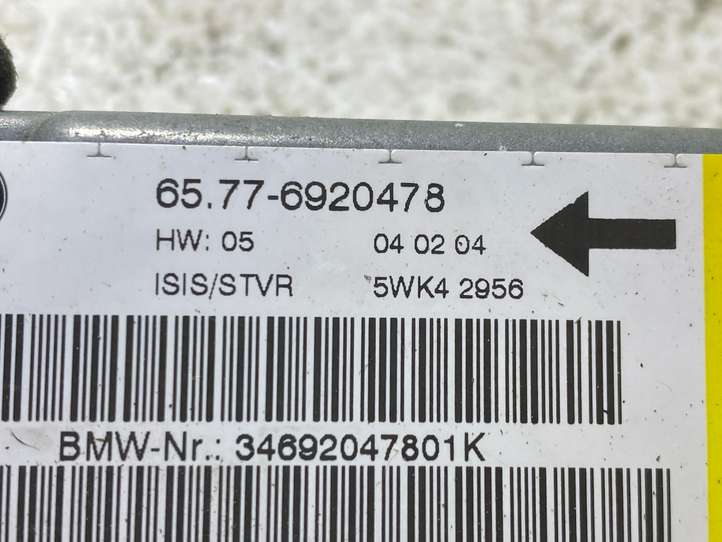 65.77-6920478
HW: 05 04 02 04
ISIS/STVR 5WK4 2956
BMW-Nr.: 34692047801K